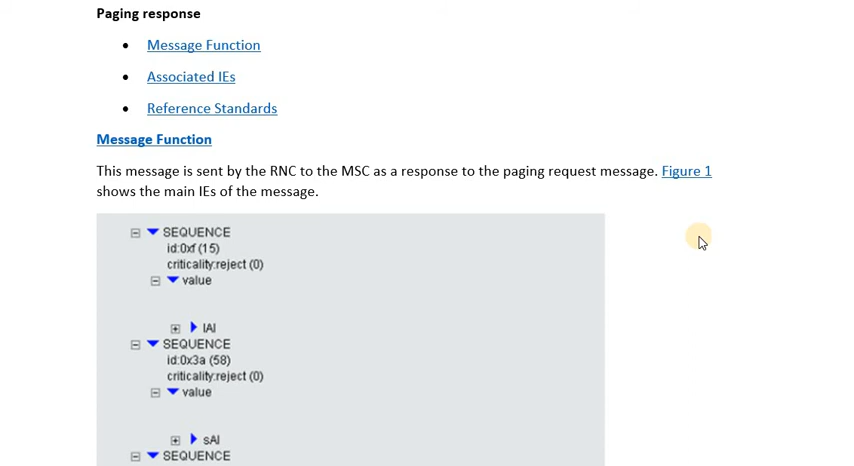 Paging response
• Message Function
• Associated IEs
• Reference Standards
Message Function
This message is sent by the RNC to the MSC as a response to the paging request message. Figure 1
shows the main IEs of the message.
SEQUENCE
id:0xf (15)
criticality:reject (0)
value
lAI
SEQUENCE
id:0x3a (58)
criticality:reject (0)
value
sAI
SEQUENCE